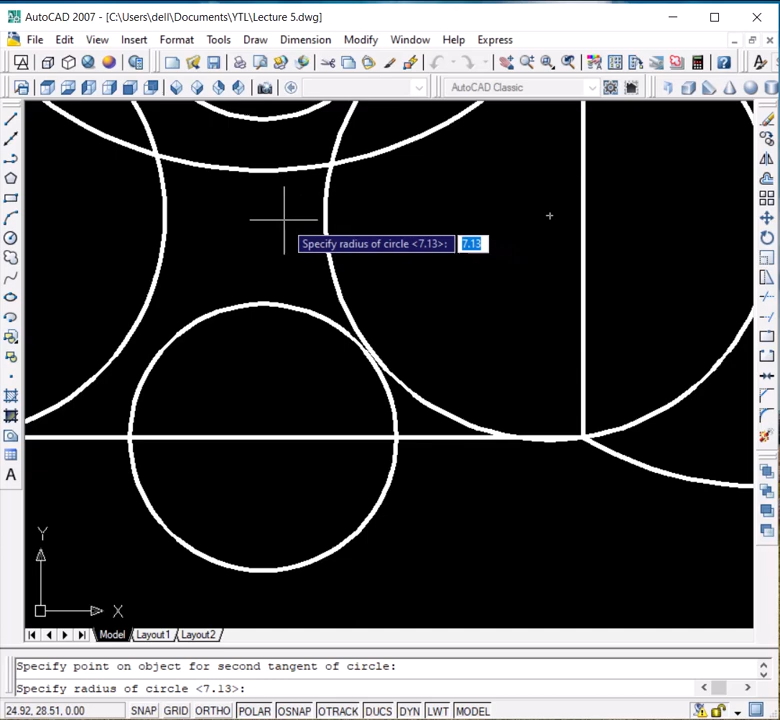 AutoCAD 2007 - [C:\Users\dell\Documents\YTL\Lecture 5.dwg]
File Edit View Insert Format Tools Draw Dimension Modify Window Help Express
AutoCAD Classic
Specify radius of circle <7.13>: 7.13
A
Y
X
Model Layout1 Layout2
Specify point on object for second tangent of circle:
Specify radius of circle <7.13>:
24.92, 28.51, 0.00 SNAP GRID ORTHO POLAR OSNAP OTRACK DUCS DYN LWT MODEL